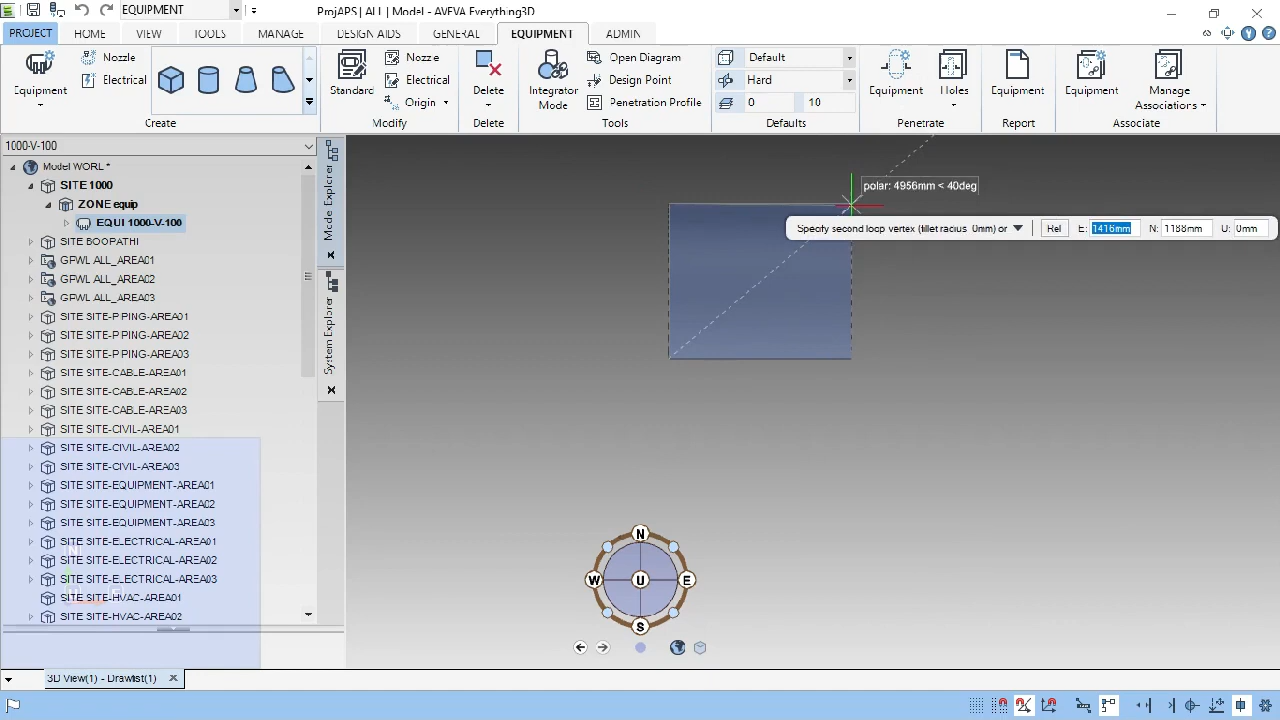 EQUIPMENT
ProjAPS | ALL | Model - AVEVA Everything3D
PROJECT HOME VIEW TOOLS MANAGE DESIGN AIDS GENERAL EQUIPMENT ADMIN
Equipment
Nozzle
Electrical
Create
Standard
Nozzle
Electrical
Origin
Modify
Delete
Delete
Integrator Mode
Open Diagram
Design Point
Penetration Profile
Tools
Default
Hard
0 10
Defaults
Equipment
Holes
Penetrate
Equipment
Report
Equipment
Manage Associations
Associate
1000-V-100
Model WORL *
SITE 1000
ZONE equip
EQUI 1000-V-100
SITE BOOPATHI
GPWL ALL_AREA01
GPWL ALL_AREA02
GPWL ALL_AREA03
SITE SITE-PIPING-AREA01
SITE SITE-PIPING-AREA02
SITE SITE-PIPING-AREA03
SITE SITE-CABLE-AREA01
SITE SITE-CABLE-AREA02
SITE SITE-CABLE-AREA03
SITE SITE-CIVIL-AREA01
SITE SITE-CIVIL-AREA02
SITE SITE-CIVIL-AREA03
SITE SITE-EQUIPMENT-AREA01
SITE SITE-EQUIPMENT-AREA02
SITE SITE-EQUIPMENT-AREA03
SITE SITE-ELECTRICAL-AREA01
SITE SITE-ELECTRICAL-AREA02
SITE SITE-ELECTRICAL-AREA03
SITE SITE-HVAC-AREA01
SITE SITE-HVAC-AREA02
Model Explorer
System Explorer
polar: 4956mm < 40deg
Specify second loop vertex (fillet radius 0mm) or Rel E: 1416mm N: 1188mm U: 0mm
N
W U E
S
3D View(1) - Drawlist(1)